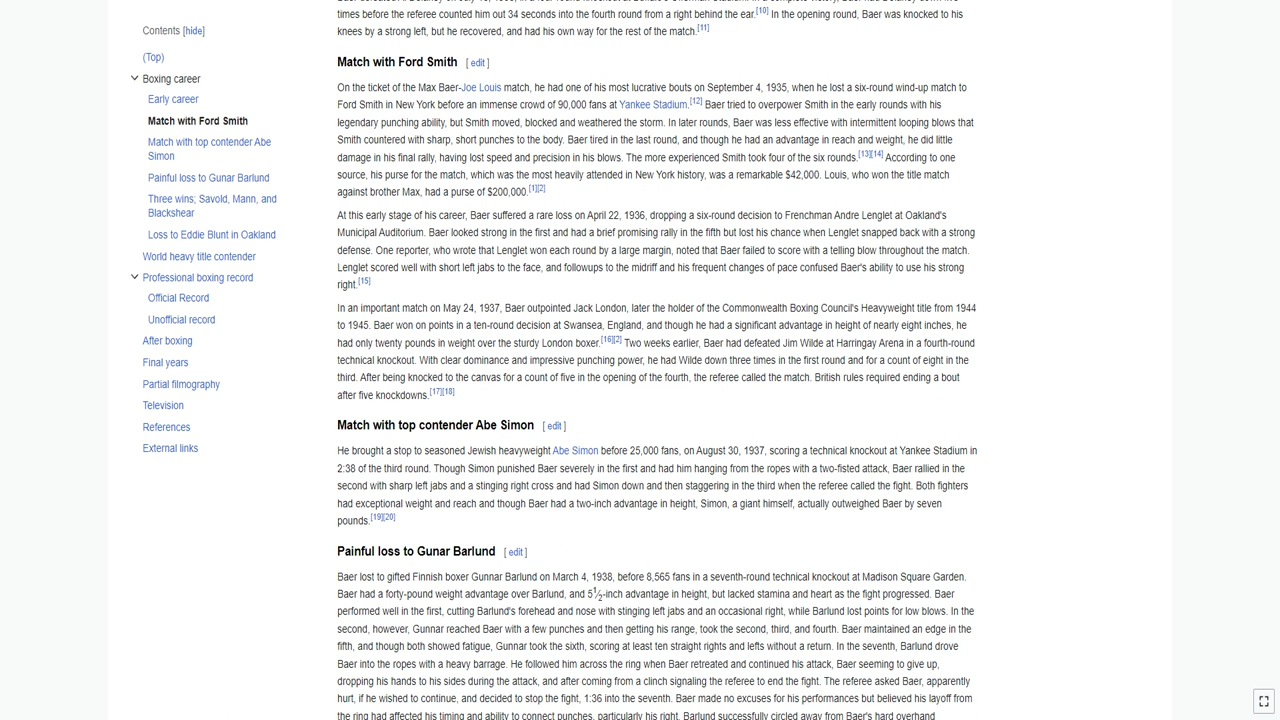 Contents [hide]
(Top)
Boxing career
Early career
Match with Ford Smith
Match with top contender Abe
Simon
Painful loss to Gunar Barlund
Three wins; Savold, Mann, and
Blackshear
Loss to Eddie Blunt in Oakland
World heavy title contender
Professional boxing record
Official Record
Unofficial record
After boxing
Final years
Partial filmography
Television
References
External links
times before the referee counted him out 34 seconds into the fourth round from a right behind the ear.[10] In the opening round, Baer was knocked to his
knees by a strong left, but he recovered, and had his own way for the rest of the match.[11]
Match with Ford Smith [ edit ]
On the ticket of the Max Baer-Joe Louis match, he had one of his most lucrative bouts on September 4, 1935, when he lost a six-round wind-up match to
Ford Smith in New York before an immense crowd of 90,000 fans at Yankee Stadium.[12] Baer tried to overpower Smith in the early rounds with his
legendary punching ability, but Smith moved, blocked and weathered the storm. In later rounds, Baer was less effective with intermittent looping blows that
Smith countered with sharp, short punches to the body. Baer tired in the last round, and though he had an advantage in reach and weight, he did little
damage in his final rally, having lost speed and precision in his blows. The more experienced Smith took four of the six rounds.[13][14] According to one
source, his purse for the match, which was the most heavily attended in New York history, was a remarkable $42,000. Louis, who won the title match
against brother Max, had a purse of $200,000.[1][2]
At this early stage of his career, Baer suffered a rare loss on April 22, 1936, dropping a six-round decision to Frenchman Andre Lenglet at Oakland's
Municipal Auditorium. Baer looked strong in the first and had a brief promising rally in the fifth but lost his chance when Lenglet snapped back with a strong
defense. One reporter, who wrote that Lenglet won each round by a large margin, noted that Baer failed to score with a telling blow throughout the match.
Lenglet scored well with short left jabs to the face, and followups to the midriff and his frequent changes of pace confused Baer's ability to use his strong
right.[15]
In an important match on May 24, 1937, Baer outpointed Jack London, later the holder of the Commonwealth Boxing Council's Heavyweight title from 1944
to 1945. Baer won on points in a ten-round decision at Swansea, England, and though he had a significant advantage in height of nearly eight inches, he
had only twenty pounds in weight over the sturdy London boxer.[16][2] Two weeks earlier, Baer had defeated Jim Wilde at Harringay Arena in a fourth-round
technical knockout. With clear dominance and impressive punching power, he had Wilde down three times in the first round and for a count of eight in the
third. After being knocked to the canvas for a count of five in the opening of the fourth, the referee called the match. British rules required ending a bout
after five knockdowns.[17][18]
Match with top contender Abe Simon [ edit ]
He brought a stop to seasoned Jewish heavyweight Abe Simon before 25,000 fans, on August 30, 1937, scoring a technical knockout at Yankee Stadium in
2:38 of the third round. Though Simon punished Baer severely in the first and had him hanging from the ropes with a two-fisted attack, Baer rallied in the
second with sharp left jabs and a stinging right cross and had Simon down and then staggering in the third when the referee called the fight. Both fighters
had exceptional weight and reach and though Baer had a two-inch advantage in height, Simon, a giant himself, actually outweighed Baer by seven
pounds.[19][20]
Painful loss to Gunar Barlund [ edit ]
Baer lost to gifted Finnish boxer Gunnar Barlund on March 4, 1938, before 8,565 fans in a seventh-round technical knockout at Madison Square Garden.
Baer had a forty-pound weight advantage over Barlund, and 5 1⁄2-inch advantage in height, but lacked stamina and heart as the fight progressed. Baer
performed well in the first, cutting Barlund's forehead and nose with stinging left jabs and an occasional right, while Barlund lost points for low blows. In the
second, however, Gunnar reached Baer with a few punches and then getting his range, took the second, third, and fourth. Baer maintained an edge in the
fifth, and though both showed fatigue, Gunnar took the sixth, scoring at least ten straight rights and lefts without a return. In the seventh, Barlund drove
Baer into the ropes with a heavy barrage. He followed him across the ring when Baer retreated and continued his attack, Baer seeming to give up,
dropping his hands to his sides during the attack, and after coming from a clinch signaling the referee to end the fight. The referee asked Baer, apparently
hurt, if he wished to continue, and decided to stop the fight, 1:36 into the seventh. Baer made no excuses for his performances but believed his layoff from
the ring had affected his timing and ability to connect punches, particularly his right. Barlund successfully circled away from Baer's hard overhand